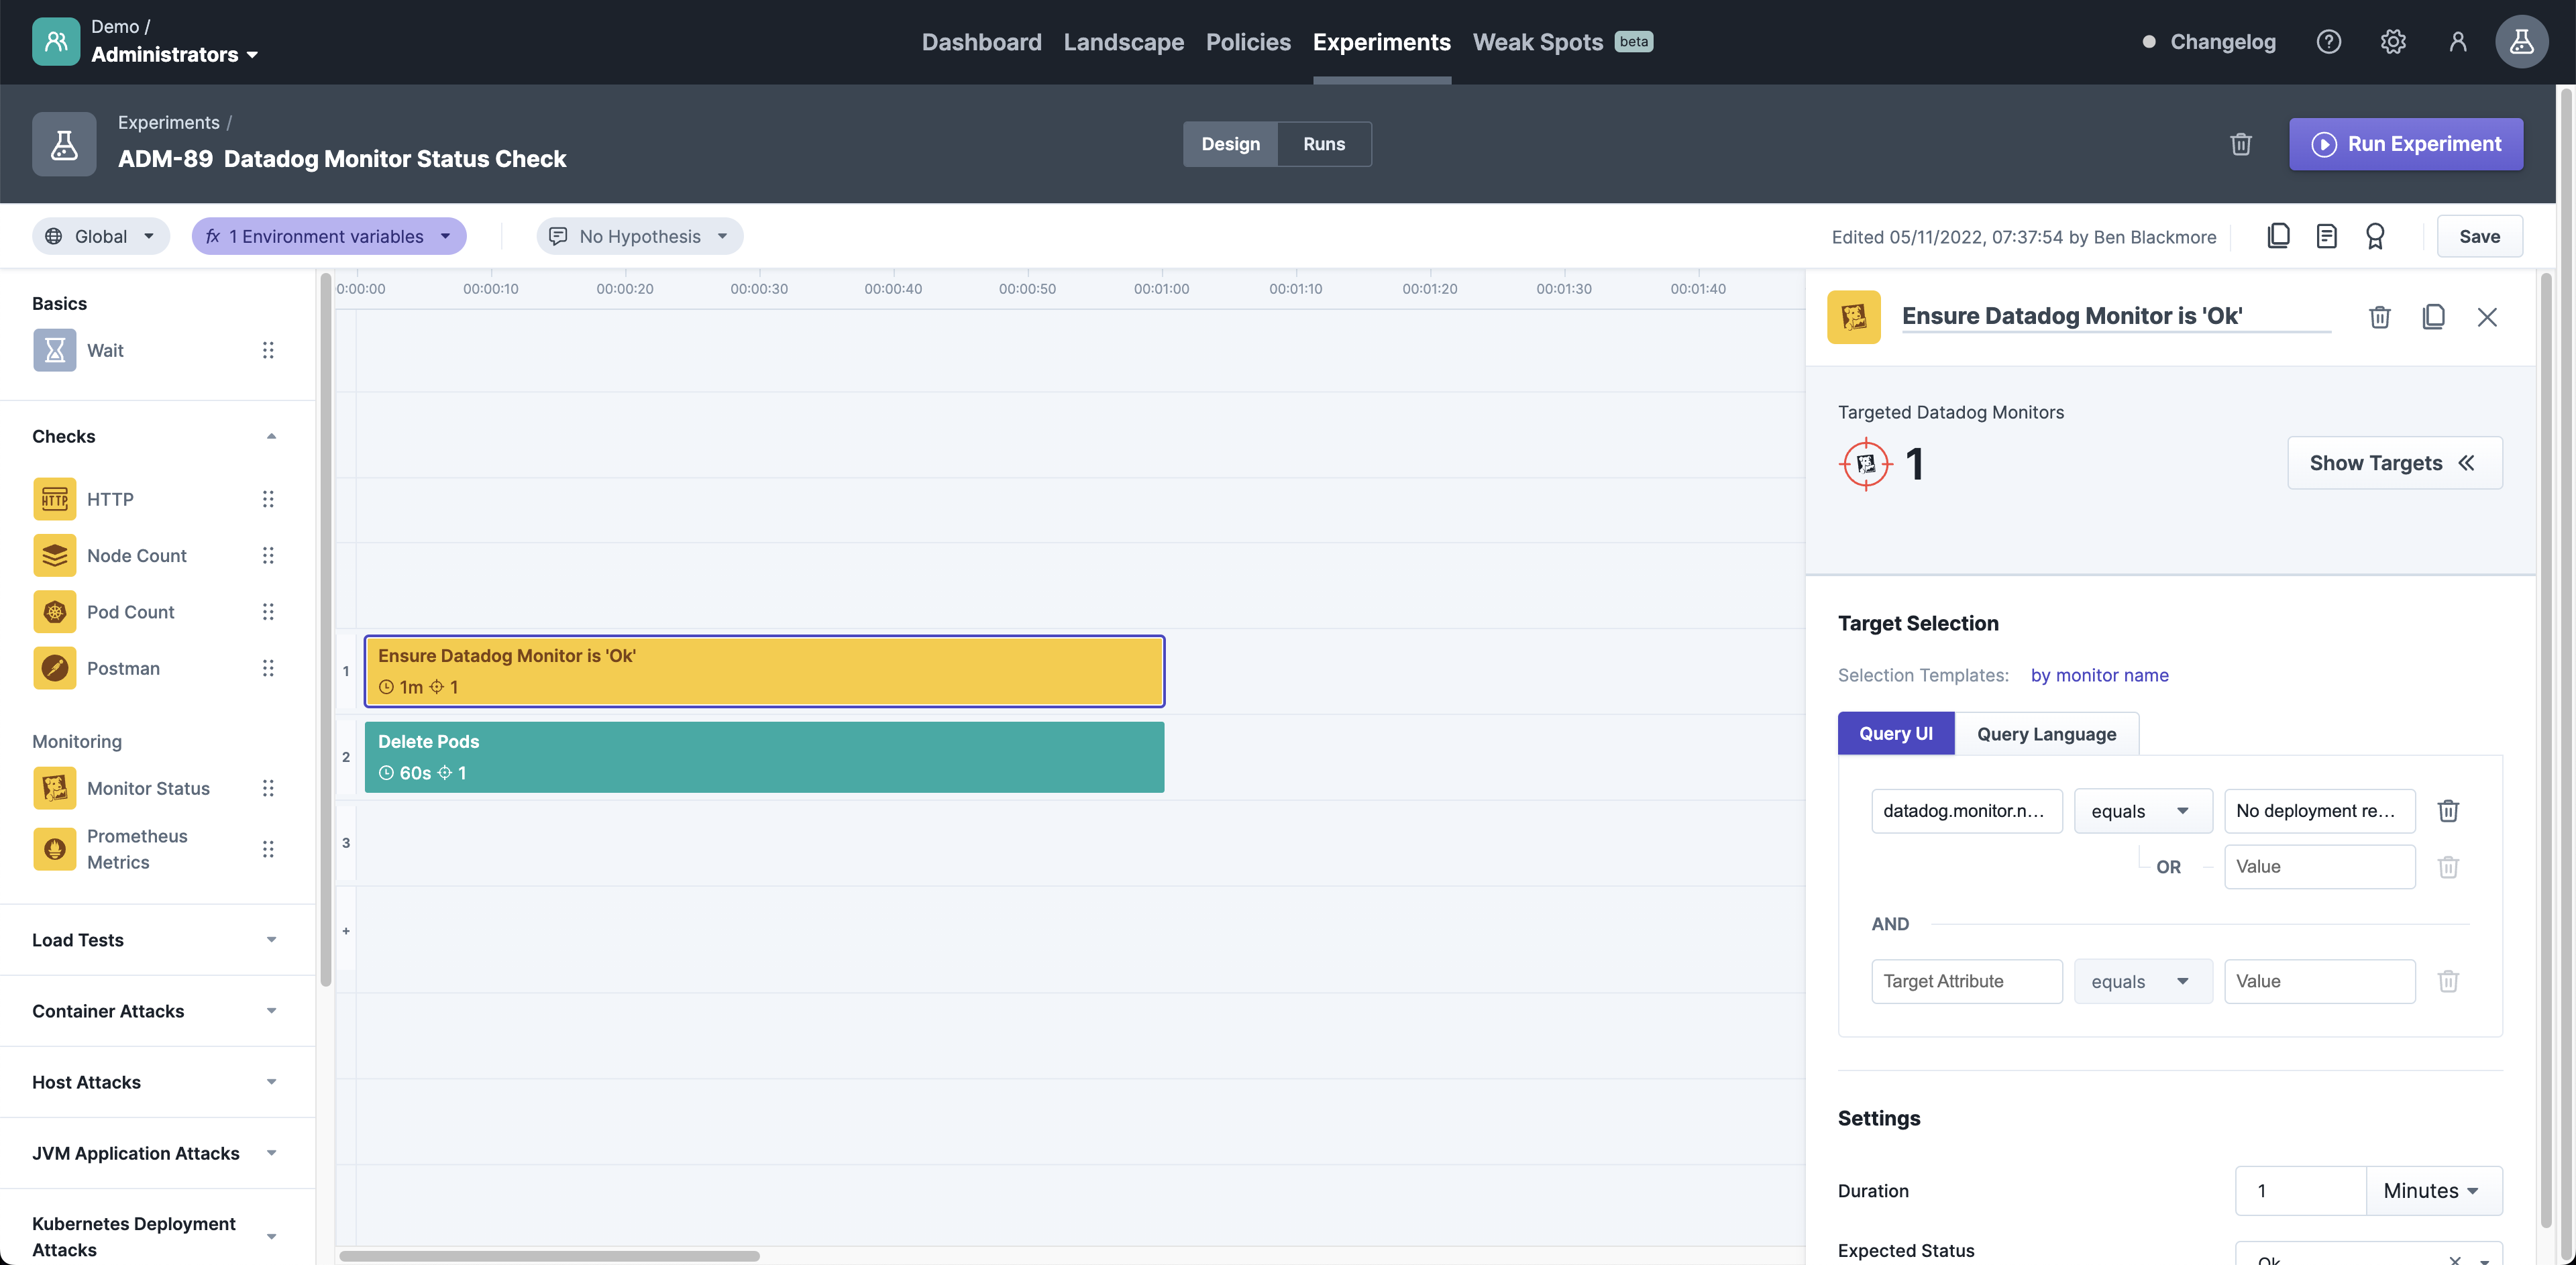 Demo /
Administrators
Dashboard
Landscape
Policies
Experiments
Weak Spots
beta
Changelog
Experiments /
ADM-89 Datadog Monitor Status Check
Design
Runs
Run Experiment
Global
fx 1 Environment variables
No Hypothesis
Edited 05/11/2022, 07:37:54 by Ben Blackmore
Save
Basics
Wait
Checks
HTTP
HTTP
Node Count
Pod Count
Postman
Monitoring
Monitor Status
Prometheus
Metrics
Load Tests
Container Attacks
Host Attacks
JVM Application Attacks
Kubernetes Deployment
Attacks
0:00:00
00:00:10
00:00:20
00:00:30
00:00:40
00:00:50
00:01:00
00:01:10
00:01:20
00:01:30
00:01:40
1
Ensure Datadog Monitor is 'Ok'
1m 1
2
Delete Pods
60s 1
3
+
Ensure Datadog Monitor is 'Ok'
Targeted Datadog Monitors
1
Show Targets
Target Selection
Selection Templates: by monitor name
Query UI
Query Language
datadog.monitor.n...
equals
No deployment re...
OR
Value
AND
Target Attribute
equals
Value
Settings
Duration
1
Minutes
Expected Status
Ok